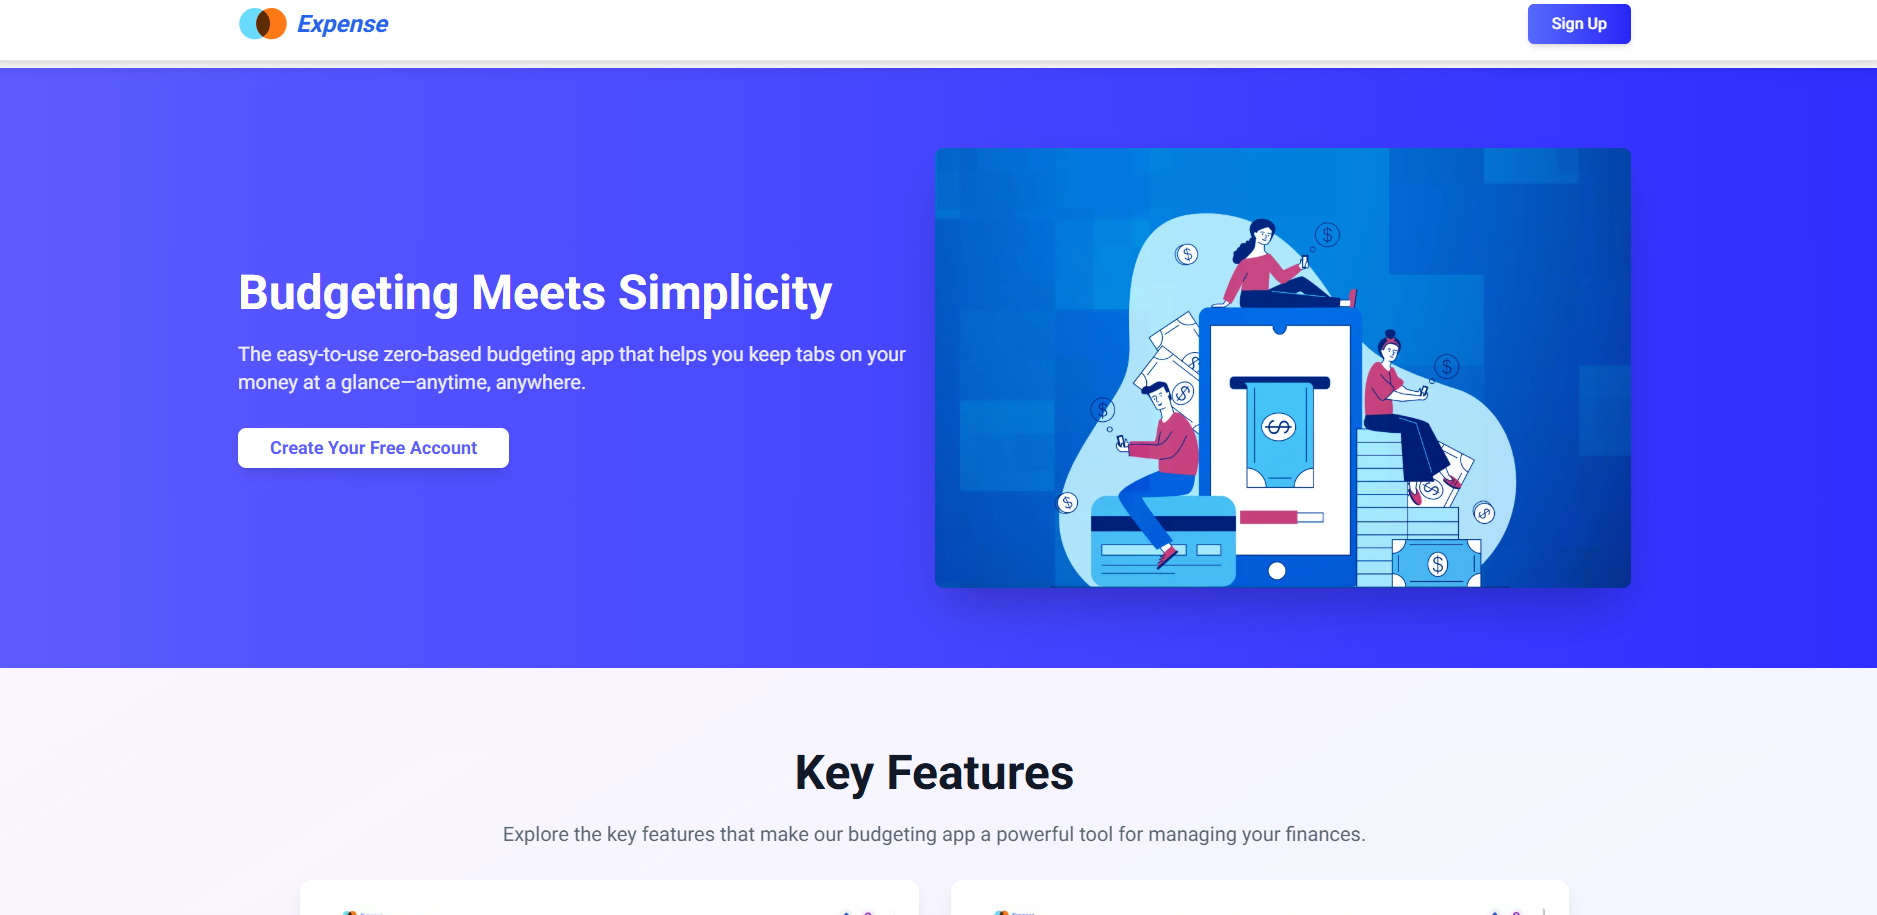 Expense
Sign Up
Budgeting Meets Simplicity
The easy-to-use zero-based budgeting app that helps you keep tabs on your
money at a glance—anytime, anywhere.
Create Your Free Account
Key Features
Explore the key features that make our budgeting app a powerful tool for managing your finances.